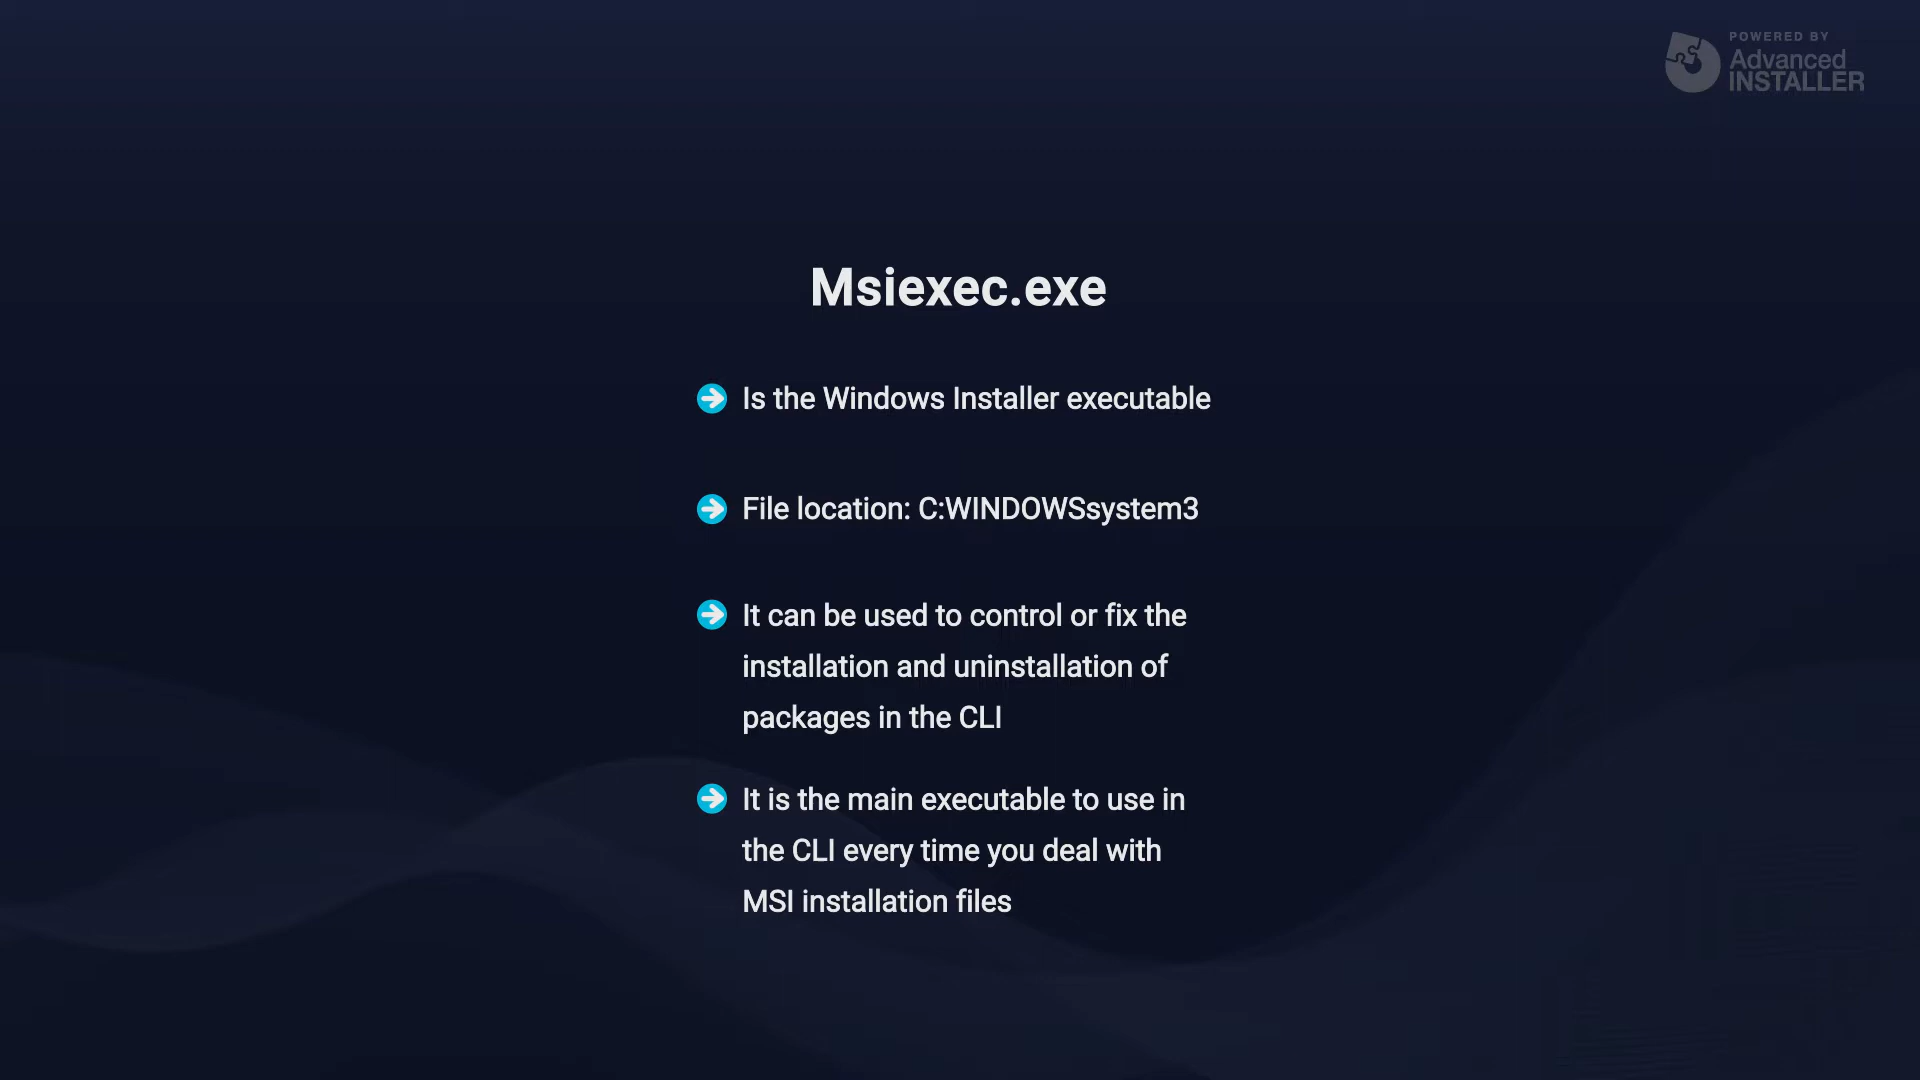 POWERED BY
Advanced
INSTALLER
Msiexec.exe
Is the Windows Installer executable
File location: C:WINDOWSsystem3
It can be used to control or fix the
installation and uninstallation of
packages in the CLI
It is the main executable to use in
the CLI every time you deal with
MSI installation files